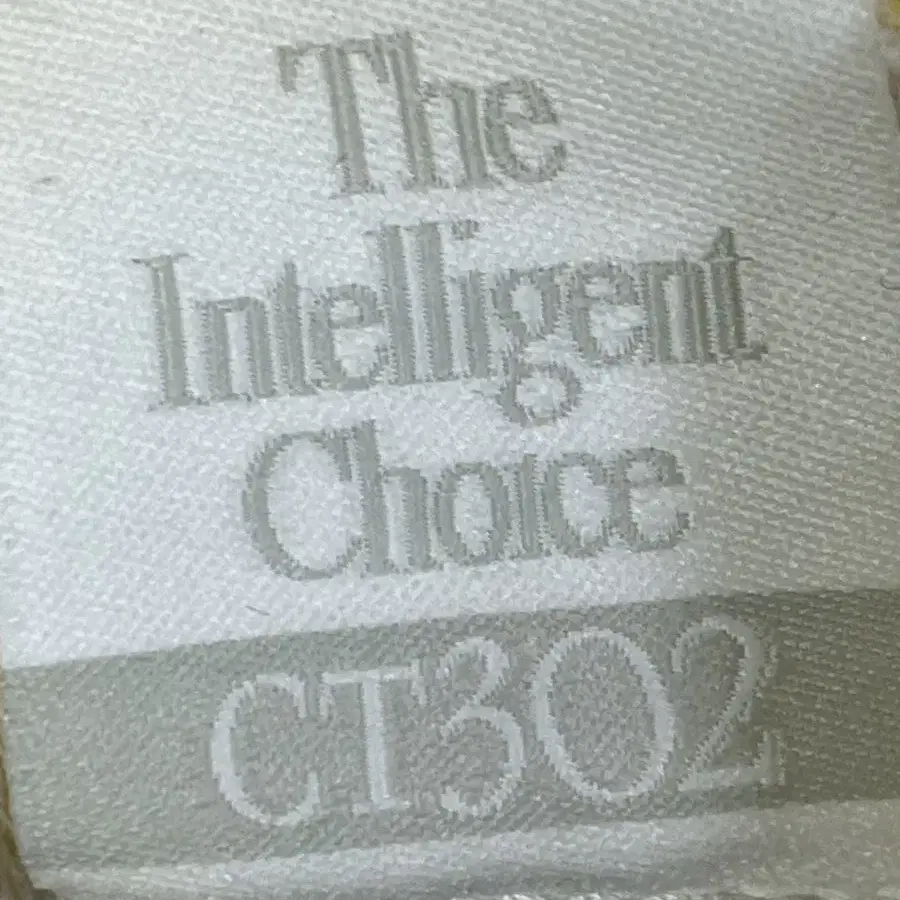 The
Intelligent
Choice
CT302